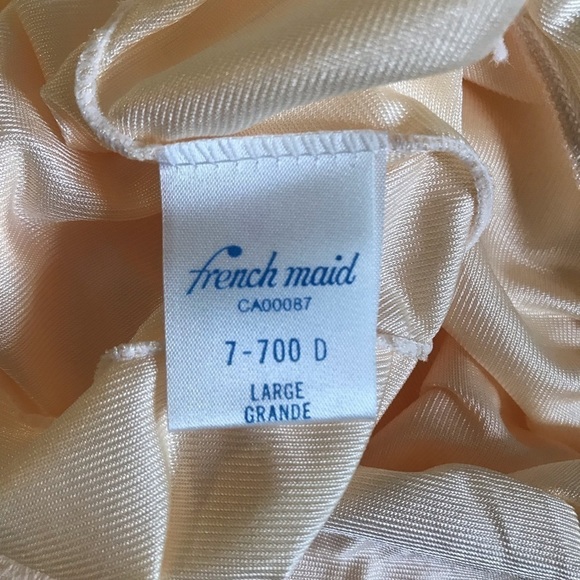 french maid
CA00087
7-700 D
LARGE
GRANDE